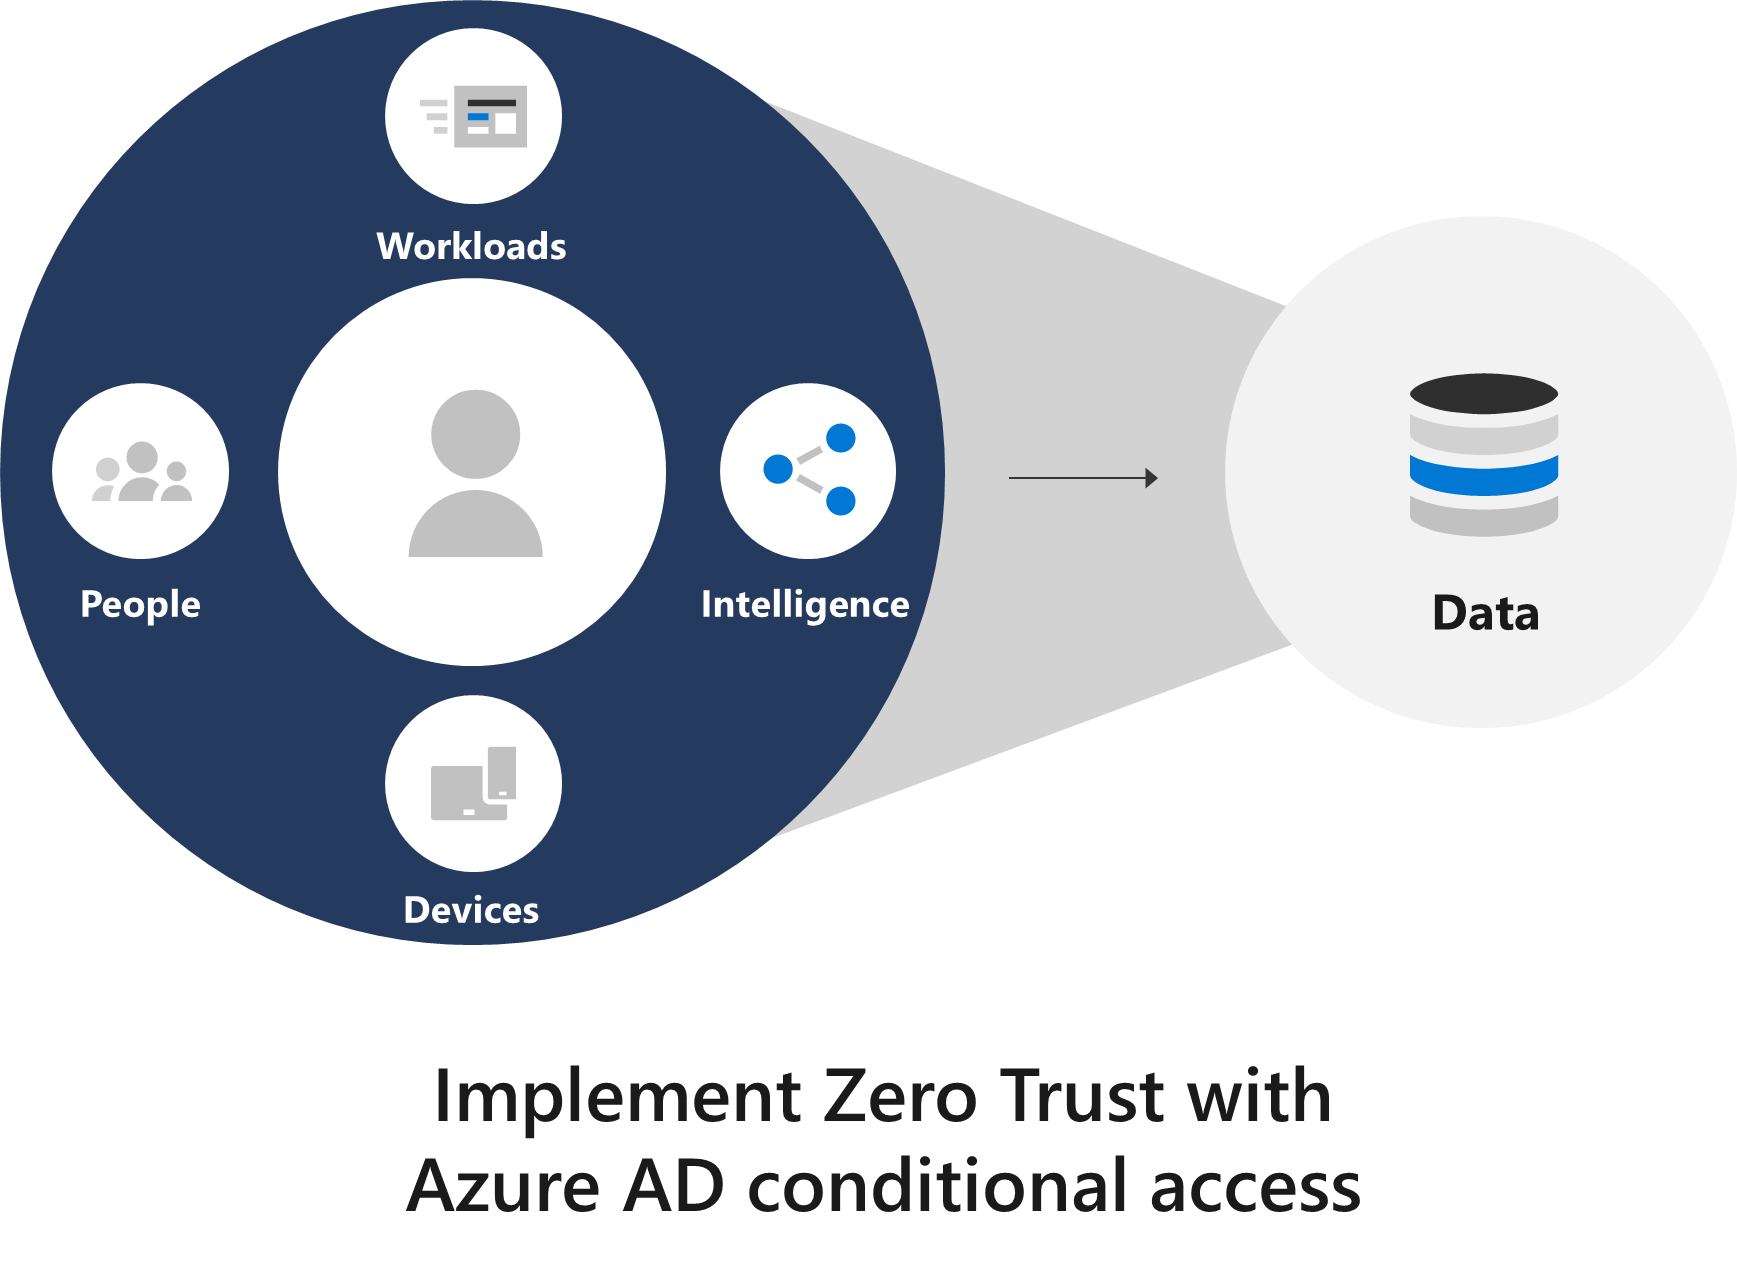 Workloads
People
Intelligence
Devices
Data
Implement Zero Trust with
Azure AD conditional access